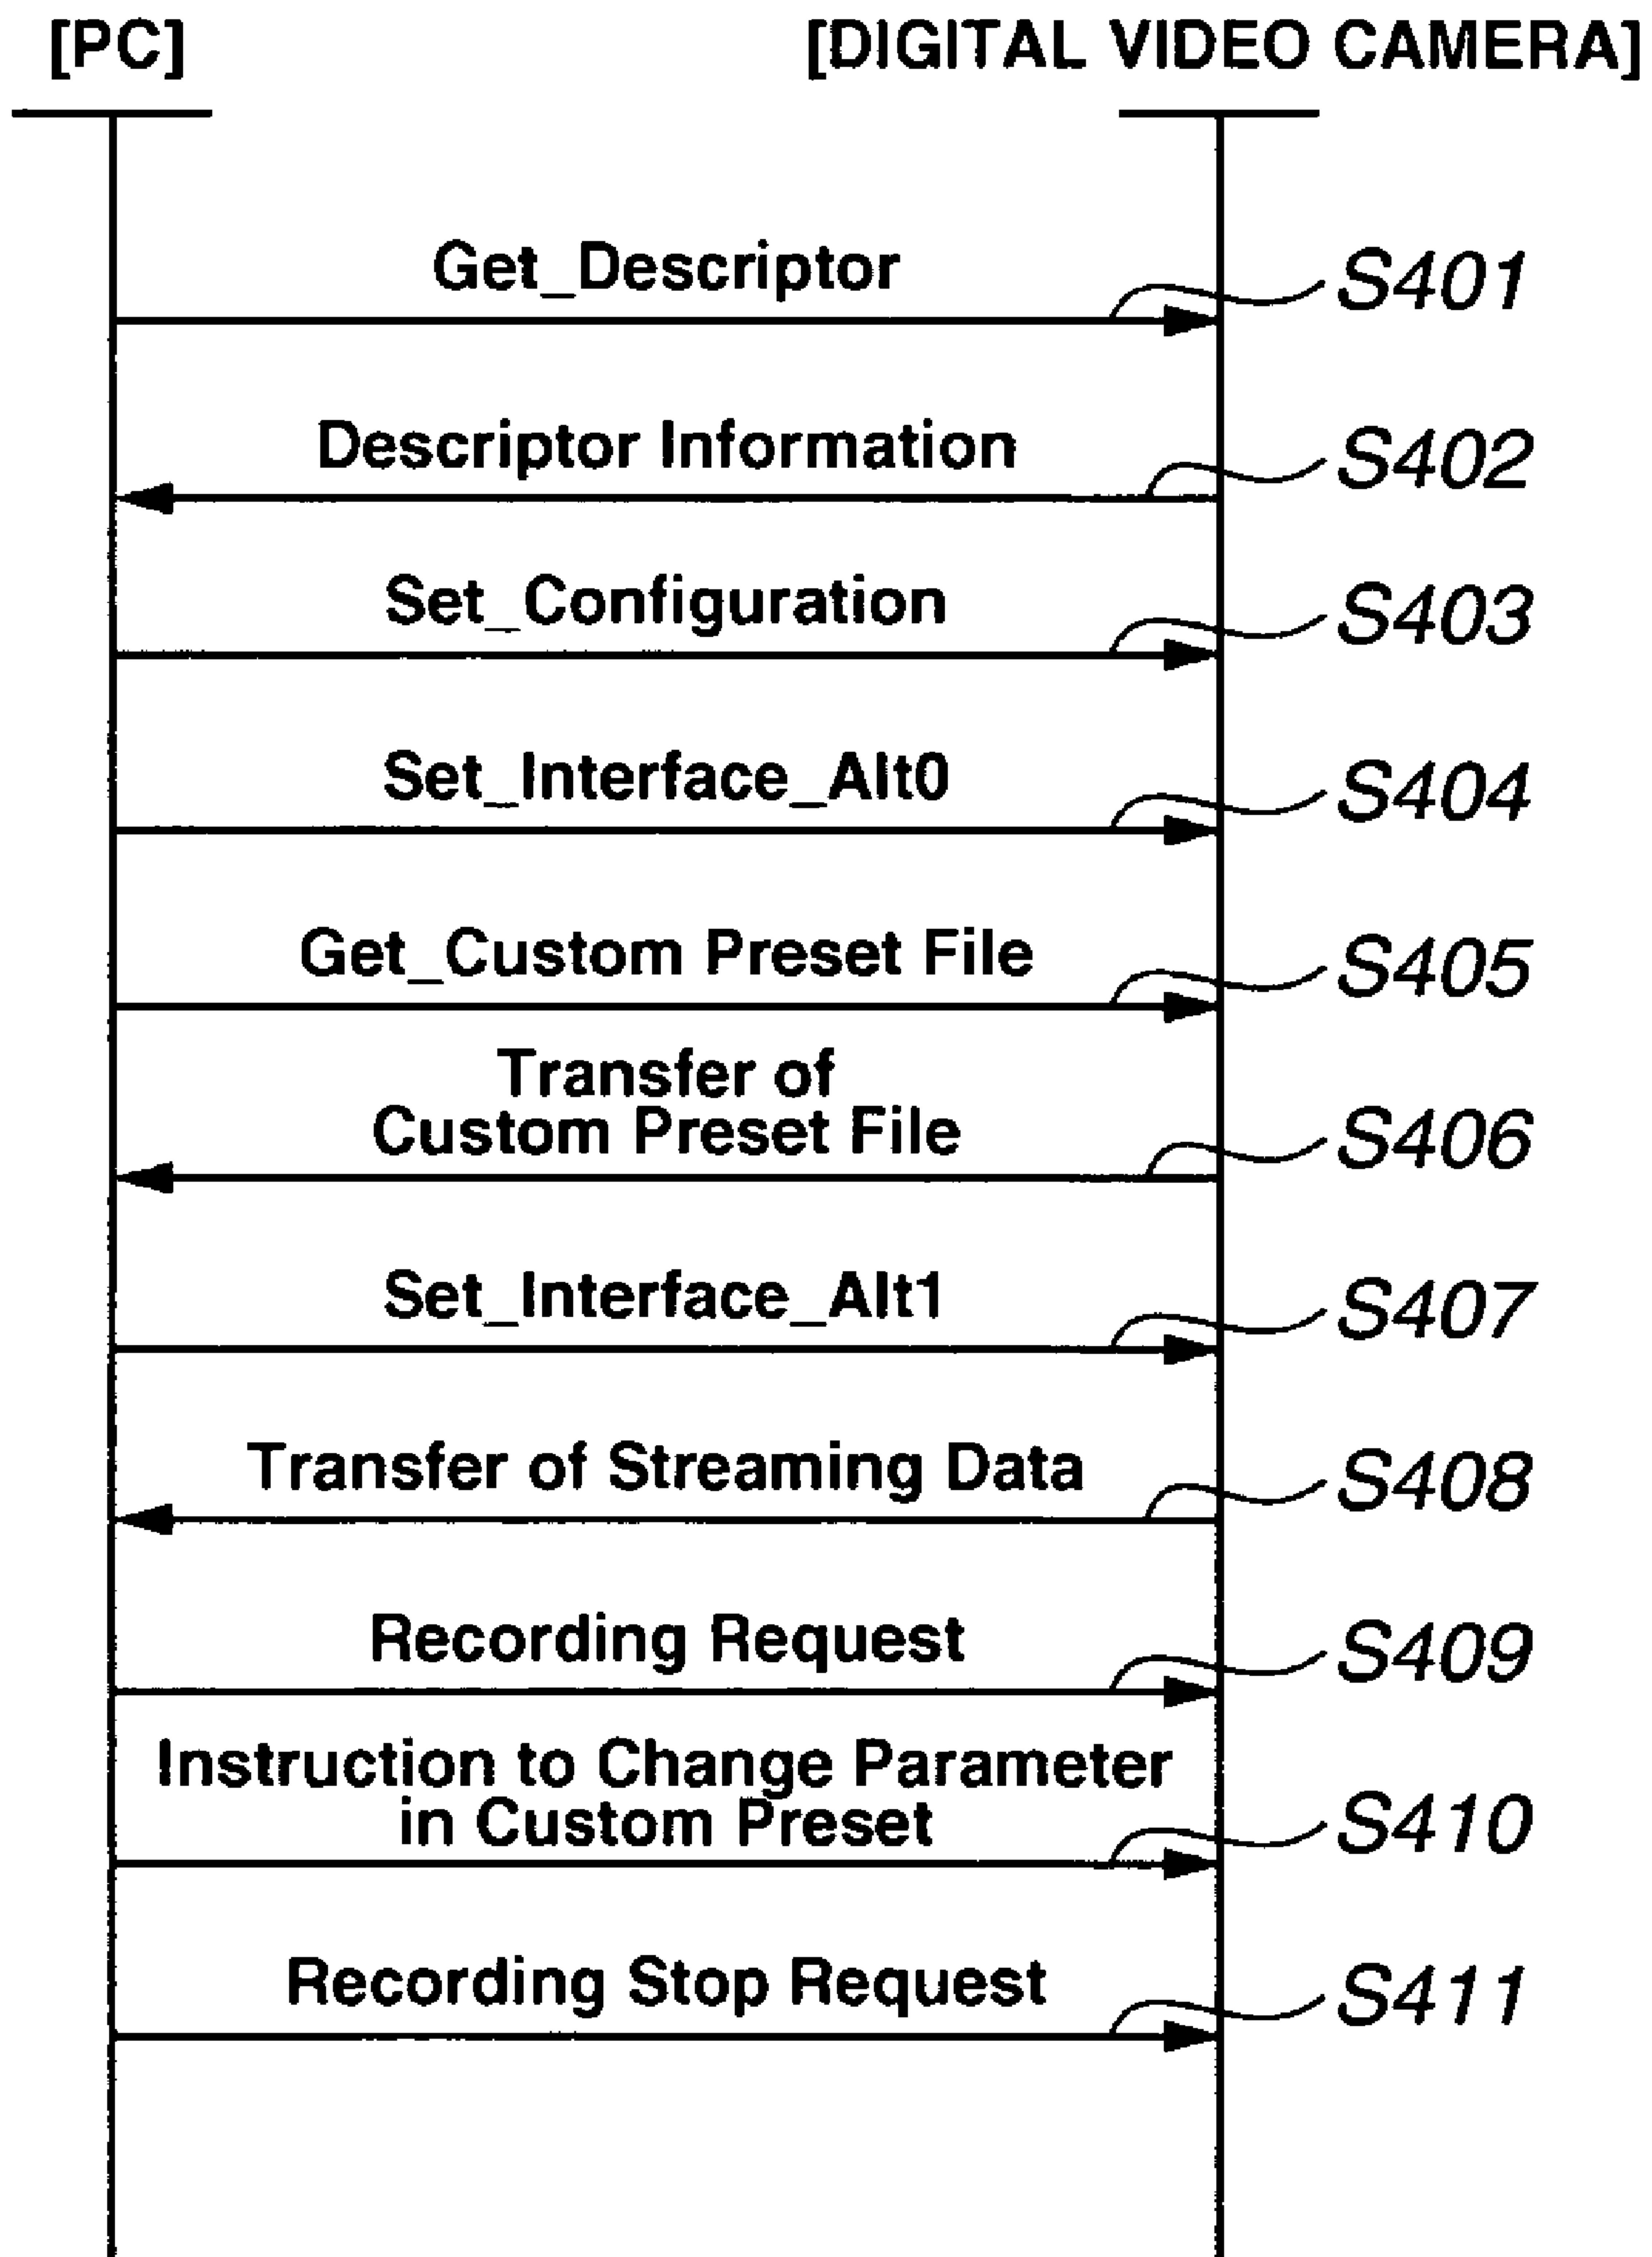 [PC]
[DIGITAL VIDEO CAMERA]
Get_Descriptor
S401
Descriptor Information
S402
Set_Configuration
S403
Set_Interface_Alt0
S404
Get_Custom Preset File
S405
Transfer of
Custom Preset File
S406
Set_Interface_Alt1
S407
Transfer of Streaming Data
S408
Recording Request
S409
Instruction to Change Parameter
in Custom Preset
S410
Recording Stop Request
S411